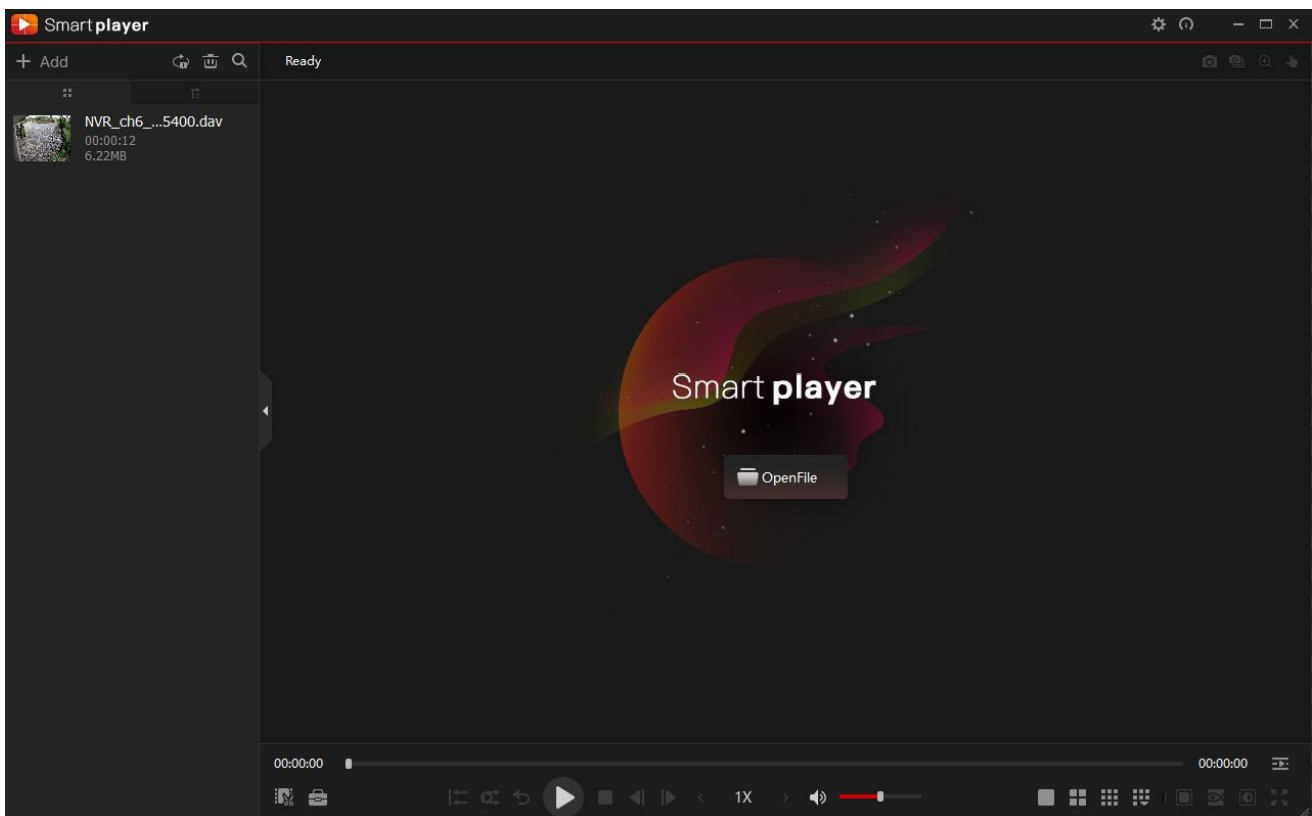 Smart player
+ Add
Ready
NVR_ch6_...5400.dav
00:00:12
6.22MB
Smart player
OpenFile
00:00:00
00:00:00
1X